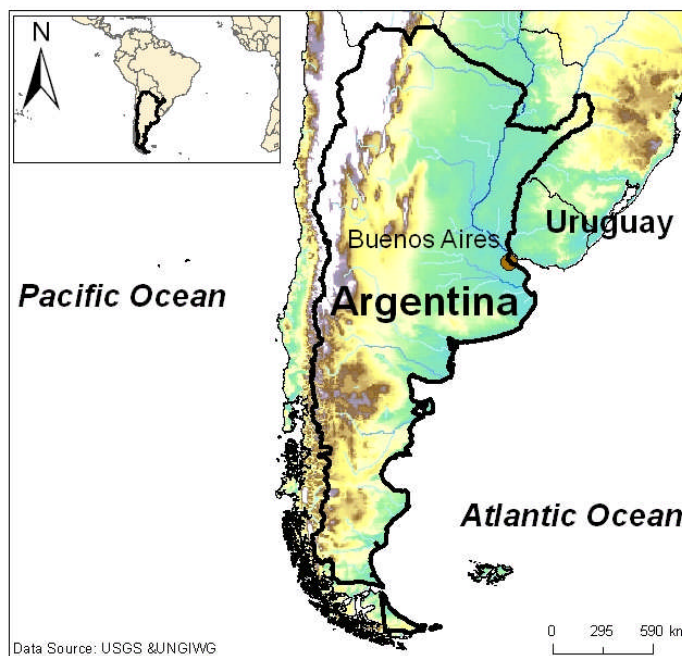 N
Buenos Aires
Uruguay
Argentina
Pacific Ocean
Atlantic Ocean
0 295 590 km
Data Source: USGS &UNGIWG